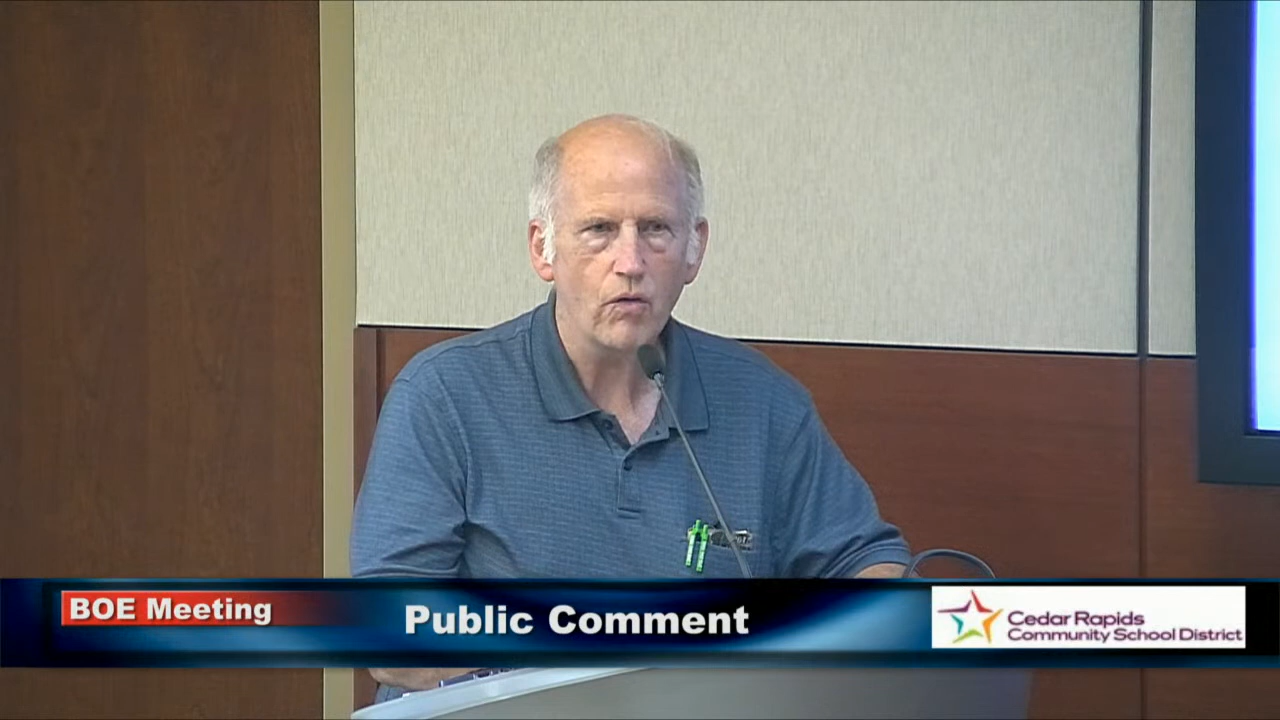 BOE Meeting
Public Comment
Cedar Rapids
Community School District